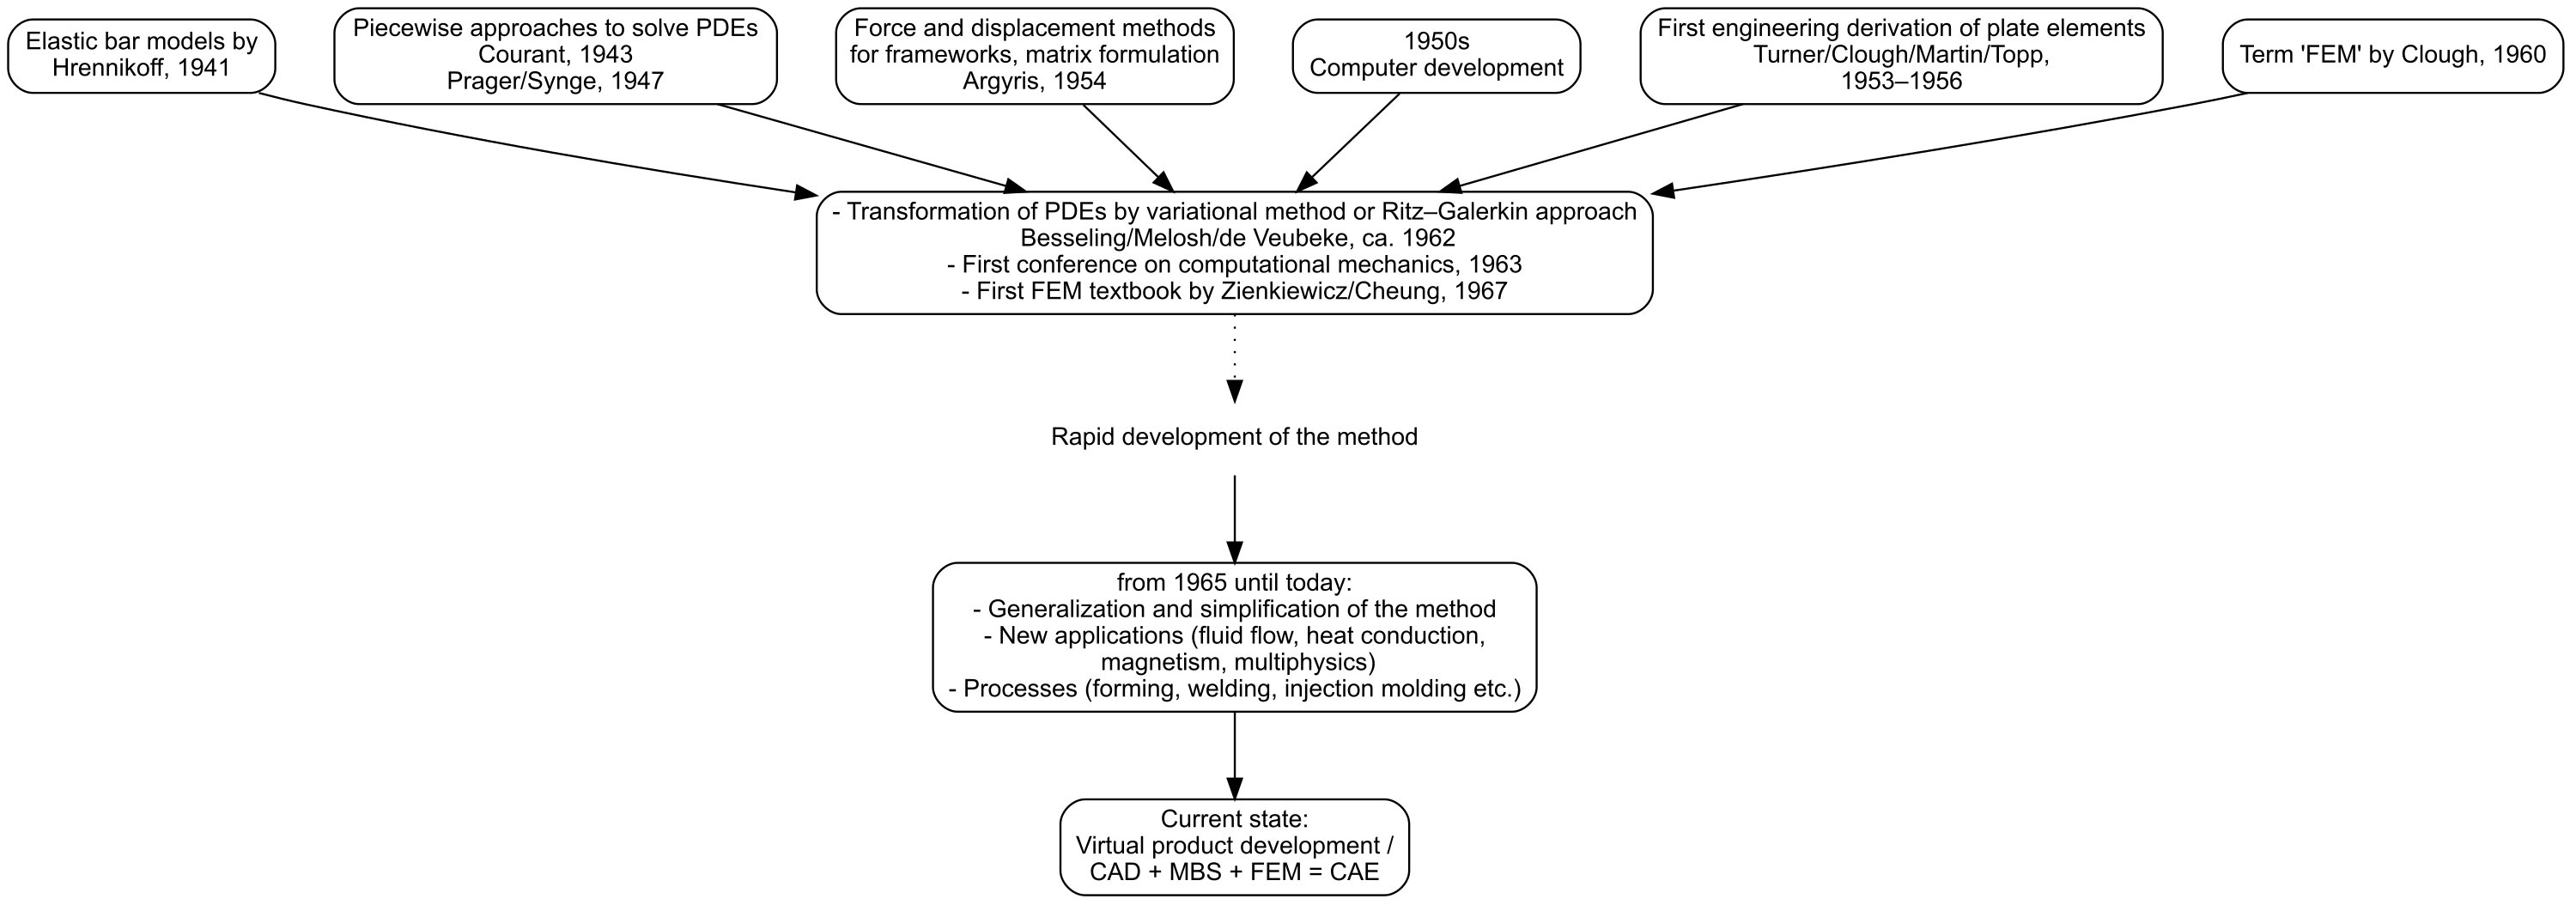 Elastic bar models by
Hrennikoff, 1941
Piecewise approaches to solve PDEs
Courant, 1943
Prager/Synge, 1947
Force and displacement methods
for frameworks, matrix formulation
Argyris, 1954
1950s
Computer development
First engineering derivation of plate elements
Turner/Clough/Martin/Topp,
1953–1956
Term 'FEM' by Clough, 1960
- Transformation of PDEs by variational method or Ritz–Galerkin approach
Besseling/Melosh/de Veubeke, ca. 1962
- First conference on computational mechanics, 1963
- First FEM textbook by Zienkiewicz/Cheung, 1967
Rapid development of the method
from 1965 until today:
- Generalization and simplification of the method
- New applications (fluid flow, heat conduction,
magnetism, multiphysics)
- Processes (forming, welding, injection molding etc.)
Current state:
Virtual product development /
CAD + MBS + FEM = CAE